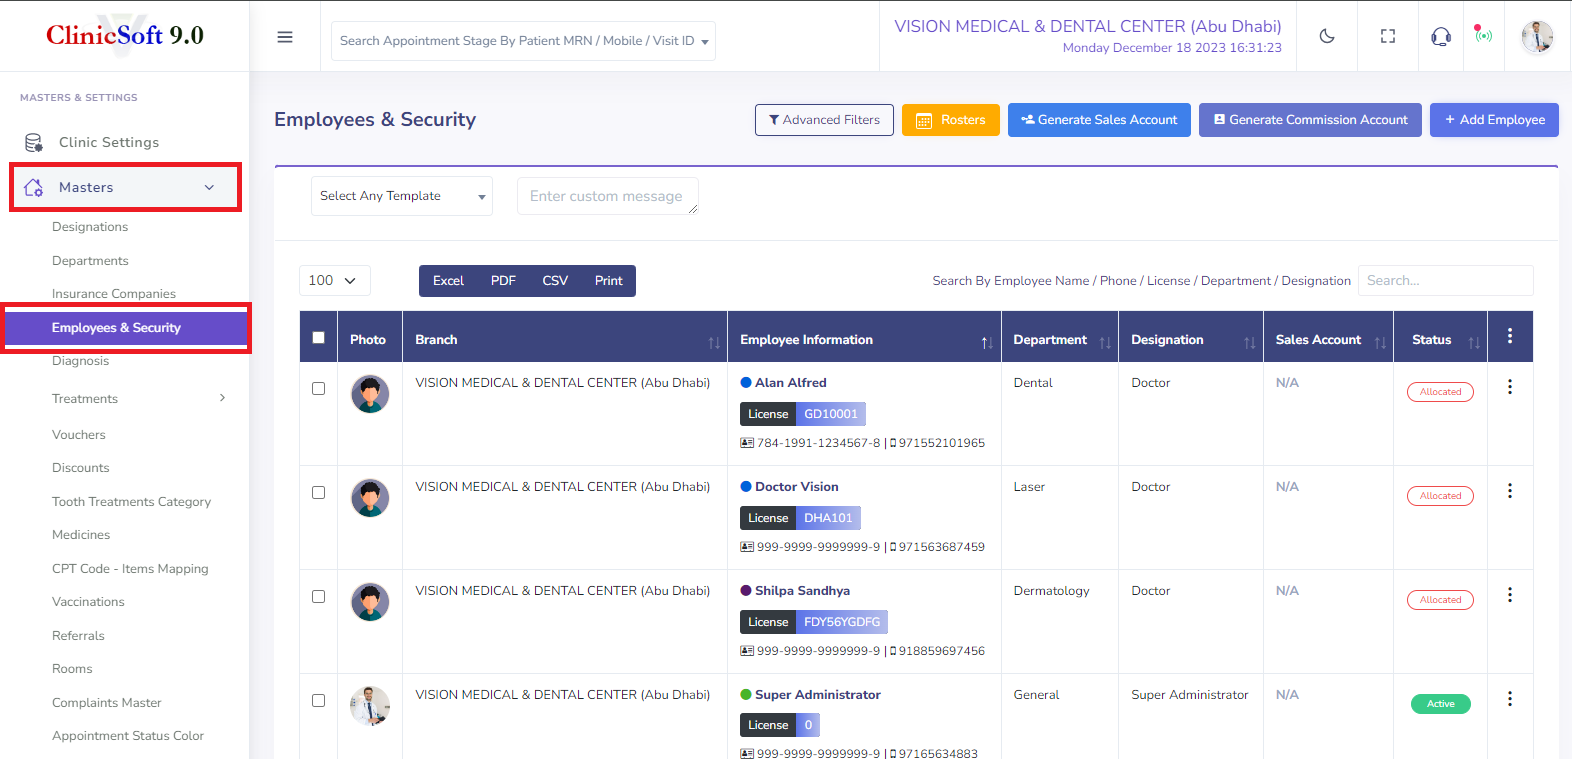 ClinicSoft 9.0
Search Appointment Stage By Patient MRN / Mobile / Visit ID
VISION MEDICAL & DENTAL CENTER (Abu Dhabi)
Monday December 18 2023 16:31:23
MASTERS & SETTINGS
Clinic Settings
Masters
Designations
Departments
Insurance Companies
Employees & Security
Diagnosis
Treatments
Vouchers
Discounts
Tooth Treatments Category
Medicines
CPT Code - Items Mapping
Vaccinations
Referrals
Rooms
Complaints Master
Appointment Status Color
Employees & Security
Advanced Filters
Rosters
Generate Sales Account
Generate Commission Account
+ Add Employee
Select Any Template
Enter custom message
100
Excel PDF CSV Print
Search By Employee Name / Phone / License / Department / Designation
Search...
Photo Branch Employee Information Department Designation Sales Account Status
VISION MEDICAL & DENTAL CENTER (Abu Dhabi) Alan Alfred Dental Doctor N/A Allocated
License GD10001
784-1991-1234567-8 | 971552101965
VISION MEDICAL & DENTAL CENTER (Abu Dhabi) Doctor Vision Laser Doctor N/A Allocated
License DHA101
999-9999-9999999-9 | 971563687459
VISION MEDICAL & DENTAL CENTER (Abu Dhabi) Shilpa Sandhya Dermatology Doctor N/A Allocated
License FDY56YGDFG
999-9999-9999999-9 | 918859697456
VISION MEDICAL & DENTAL CENTER (Abu Dhabi) Super Administrator General Super Administrator N/A Active
License 0
999-9999-9999999-9 | 97165634883